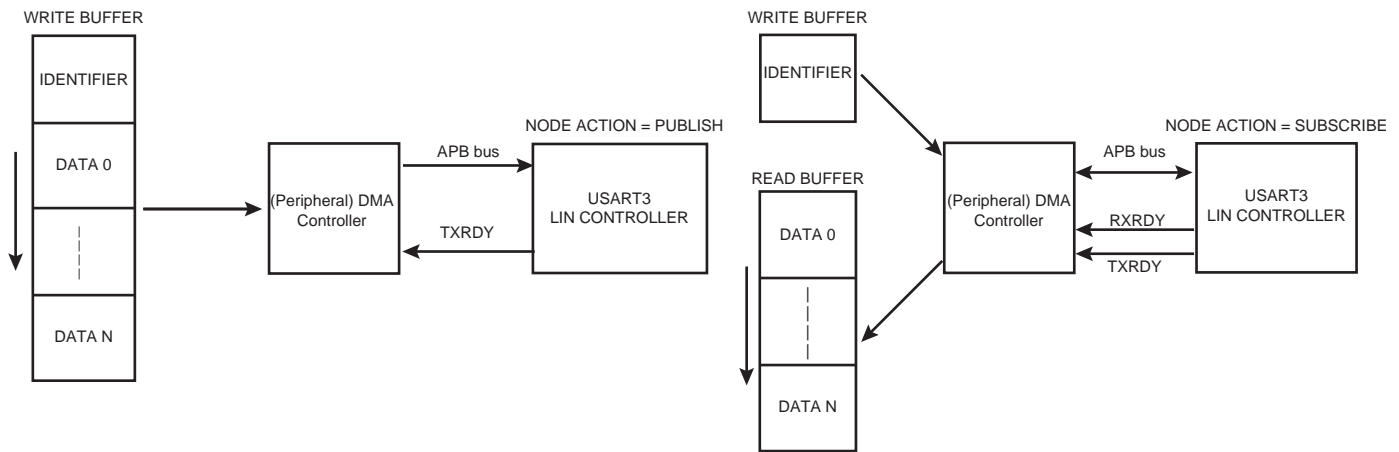 WRITE BUFFER
IDENTIFIER
DATA 0
DATA N
(Peripheral) DMA
Controller
APB bus
TXRDY
NODE ACTION = PUBLISH
USART3
LIN CONTROLLER
WRITE BUFFER
IDENTIFIER
READ BUFFER
DATA 0
DATA N
(Peripheral) DMA
Controller
APB bus
RXRDY
TXRDY
NODE ACTION = SUBSCRIBE
USART3
LIN CONTROLLER